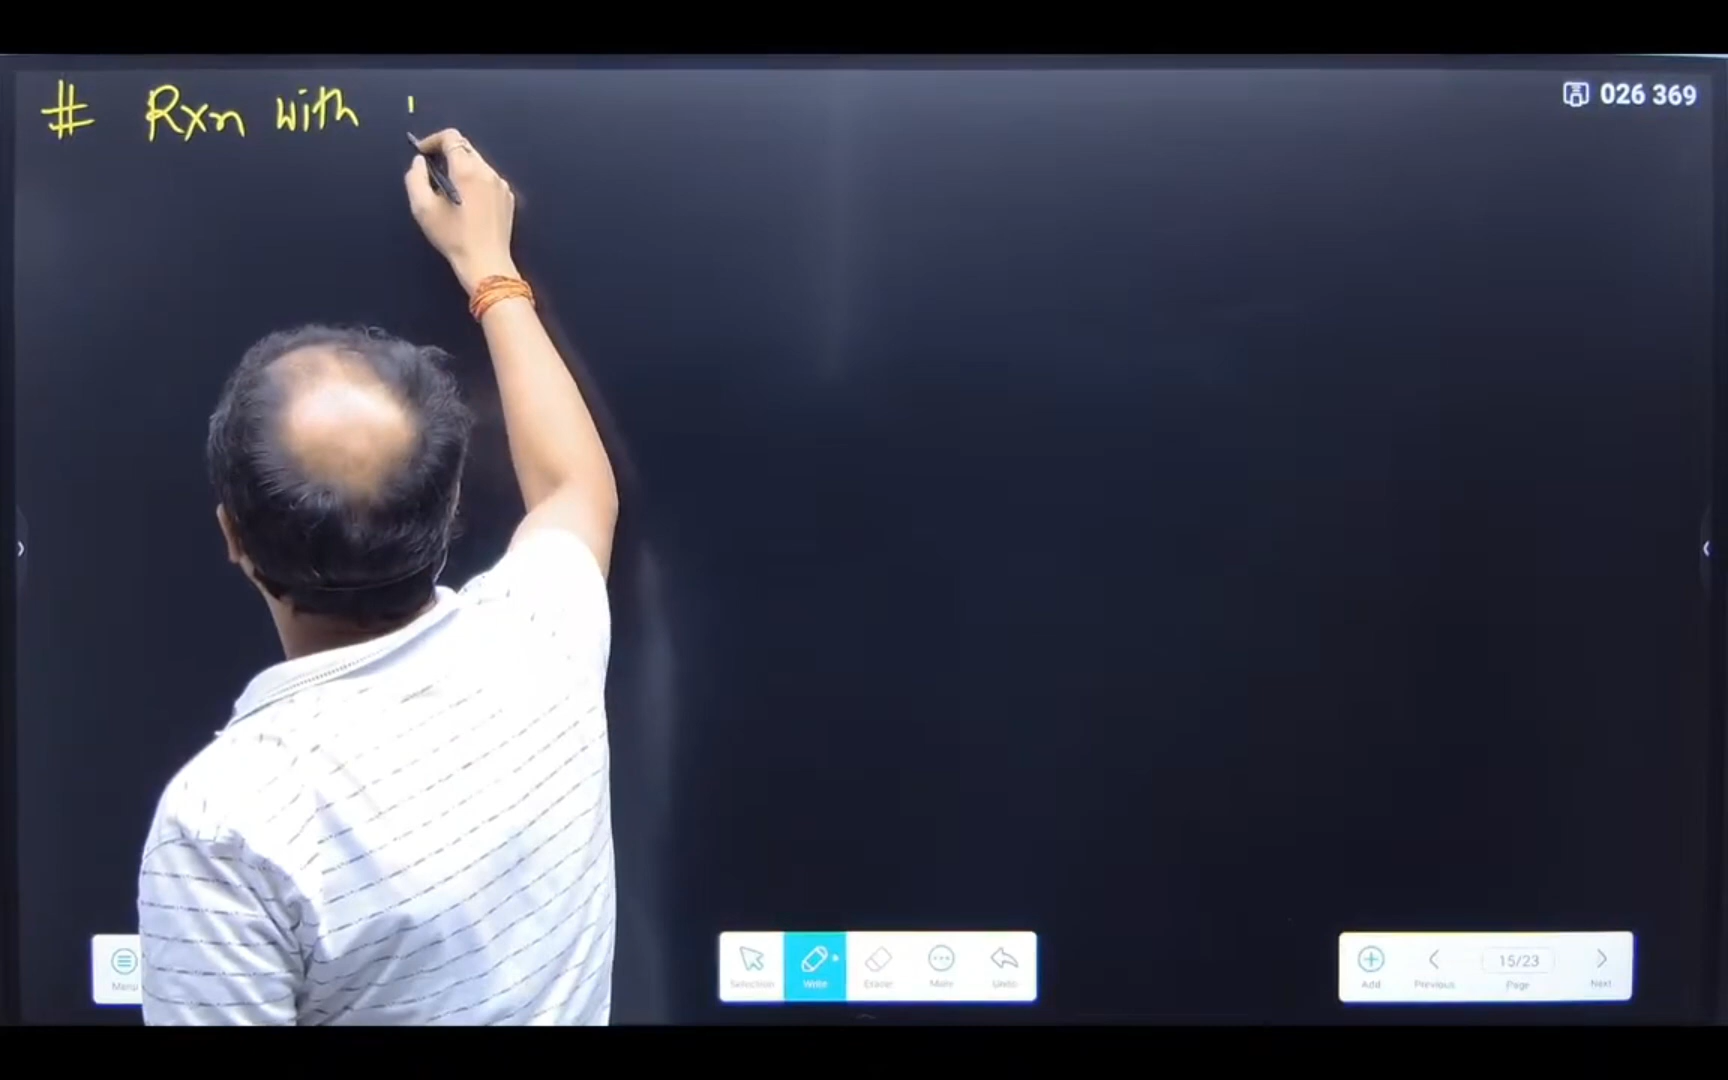 # Rxn with
026 369
Menu
Selection Write Eraser More Undo
Add Previous 15/23 Page Next